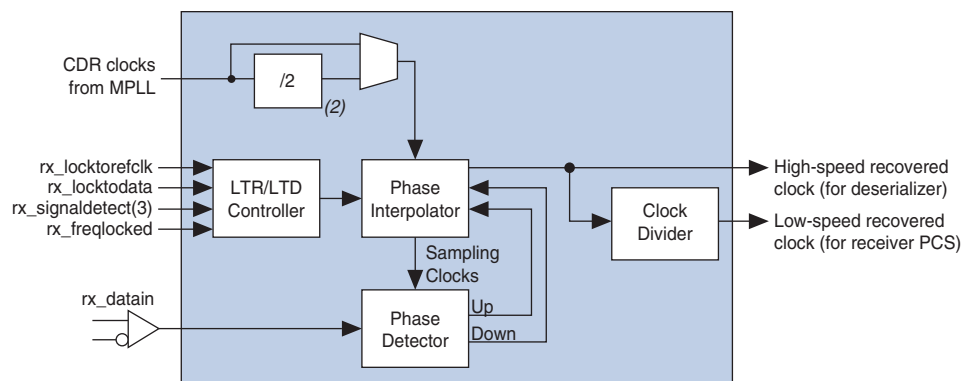 CDR clocks
from MPLL
/2
(2)
rx_locktorefclk
rx_locktodata
rx_signaldetect(3)
rx_freqlocked
LTR/LTD
Controller
Phase
Interpolator
High-speed recovered
clock (for deserializer)
Clock
Divider
Low-speed recovered
clock (for receiver PCS)
Sampling
Clocks
rx_datain
Phase
Detector
Up
Down